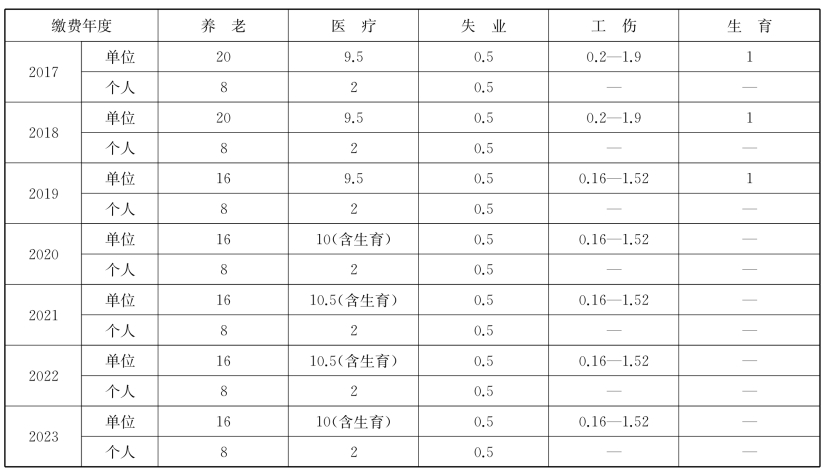 缴费年度 养 老 医 疗 失 业 工 伤 生 育
2017 单位 20 9.5 0.5 0.2—1.9 1
个人 8 2 0.5 — —
2018 单位 20 9.5 0.5 0.2—1.9 1
个人 8 2 0.5 — —
2019 单位 16 9.5 0.5 0.16—1.52 1
个人 8 2 0.5 — —
2020 单位 16 10(含生育) 0.5 0.16—1.52 —
个人 8 2 0.5 — —
2021 单位 16 10.5(含生育) 0.5 0.16—1.52 —
个人 8 2 0.5 — —
2022 单位 16 10.5(含生育) 0.5 0.16—1.52 —
个人 8 2 0.5 — —
2023 单位 16 10(含生育) 0.5 0.16—1.52 —
个人 8 2 0.5 — —